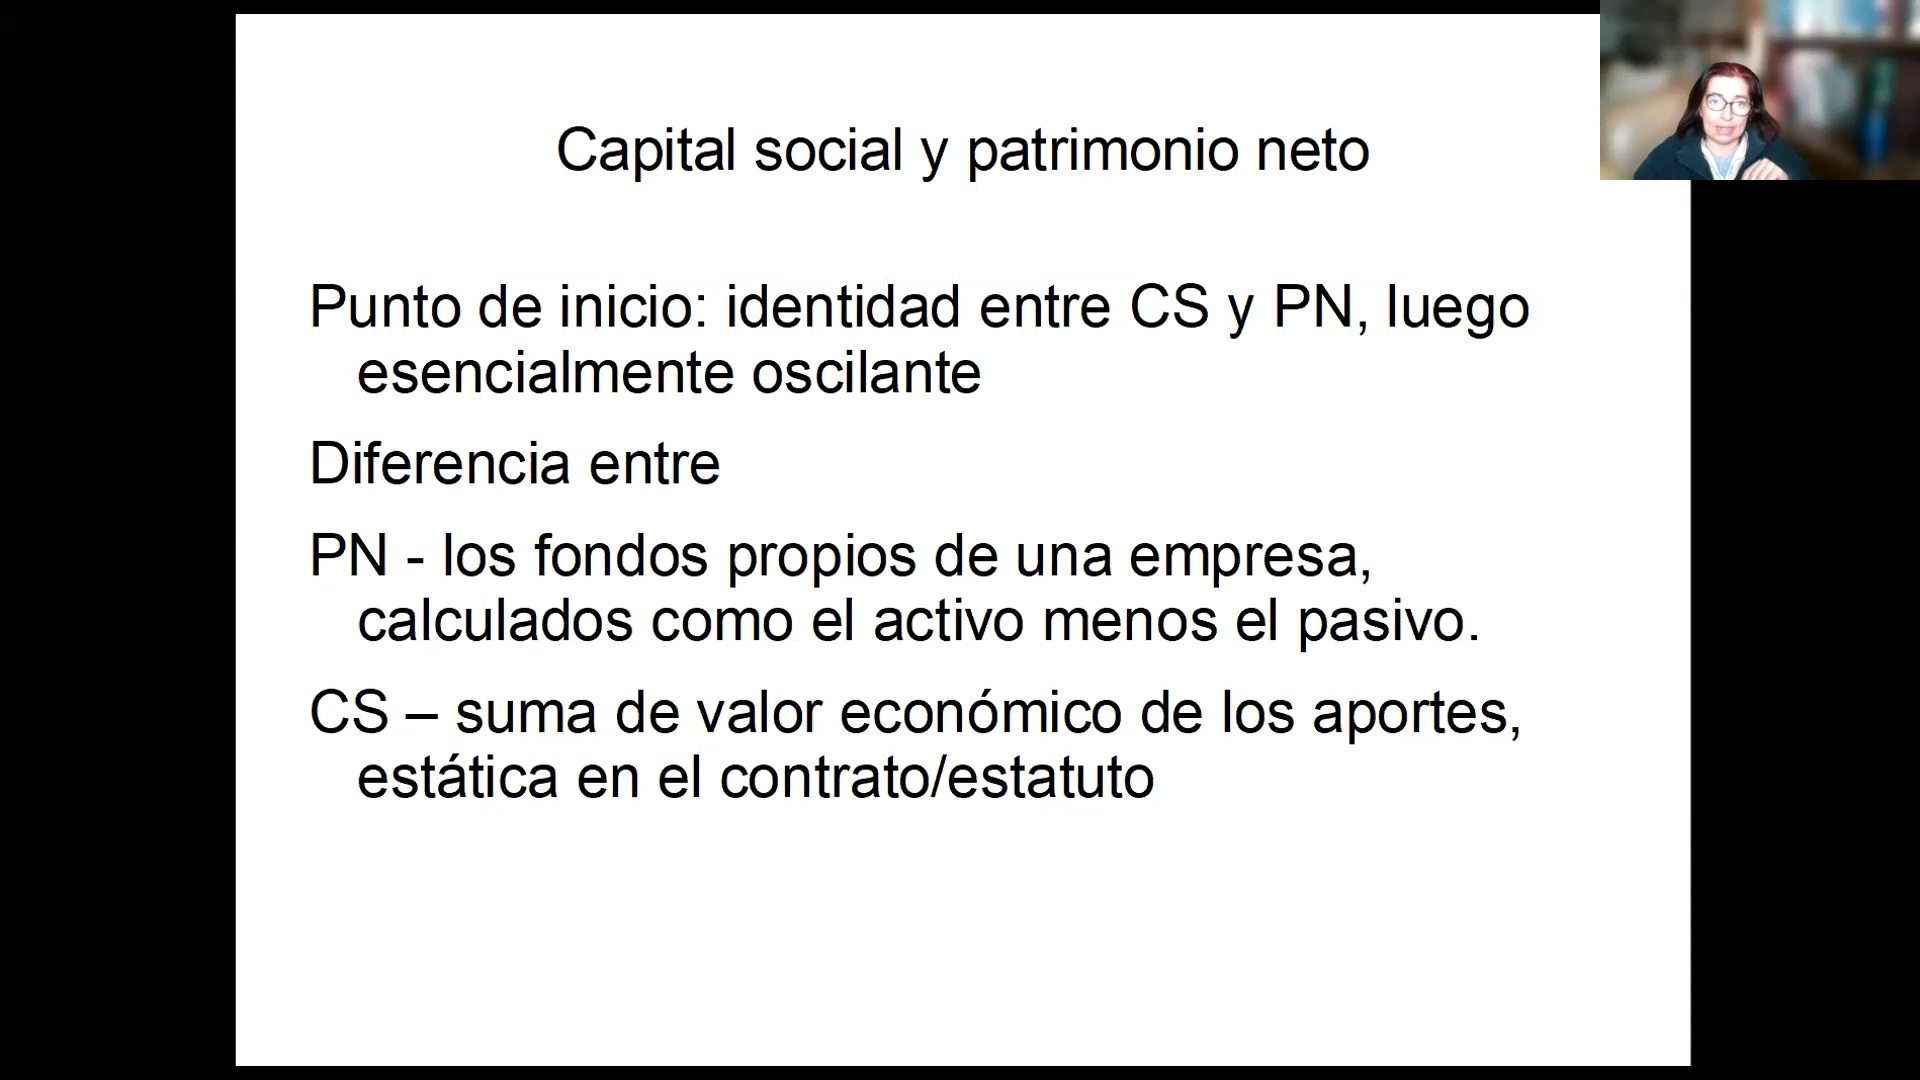 Capital social y patrimonio neto
Punto de inicio: identidad entre CS y PN, luego
esencialmente oscilante
Diferencia entre
PN - los fondos propios de una empresa,
calculados como el activo menos el pasivo.
CS – suma de valor económico de los aportes,
estática en el contrato/estatuto